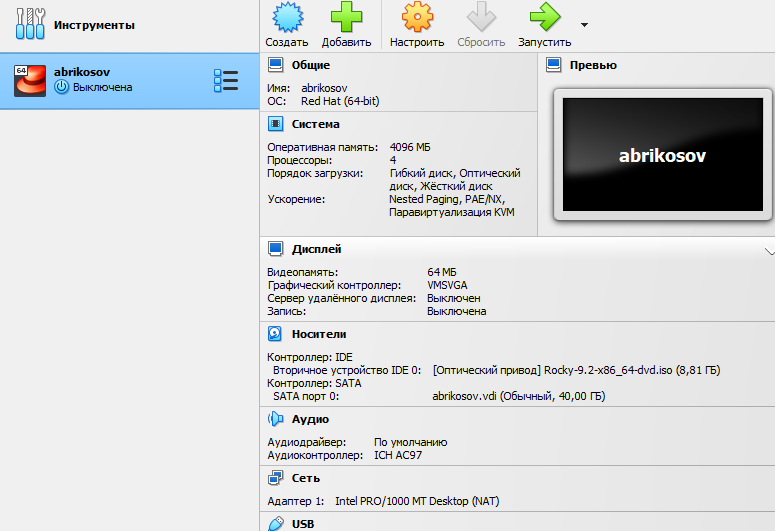 Инструменты
Создать Добавить Настроить Сбросить Запустить
64
abrikosov
Выключена
Общие
Имя: abrikosov
ОС: Red Hat (64-bit)
Превью
abrikosov
Система
Оперативная память: 4096 МБ
Процессоры: 4
Порядок загрузки: Гибкий диск, Оптический
диск, Жёсткий диск
Ускорение: Nested Paging, PAE/NX,
Паравиртуализация KVM
Дисплей
Видеопамять: 64 МБ
Графический контроллер: VMSVGA
Сервер удалённого дисплея: Выключен
Запись: Выключена
Носители
Контроллер: IDE
Вторичное устройство IDE 0: [Оптический привод] Rocky-9.2-x86_64-dvd.iso (8,81 ГБ)
Контроллер: SATA
SATA порт 0: abrikosov.vdi (Обычный, 40,00 ГБ)
Аудио
Аудиодрайвер: По умолчанию
Аудиоконтроллер: ICH AC97
Сеть
Адаптер 1: Intel PRO/1000 MT Desktop (NAT)
USB